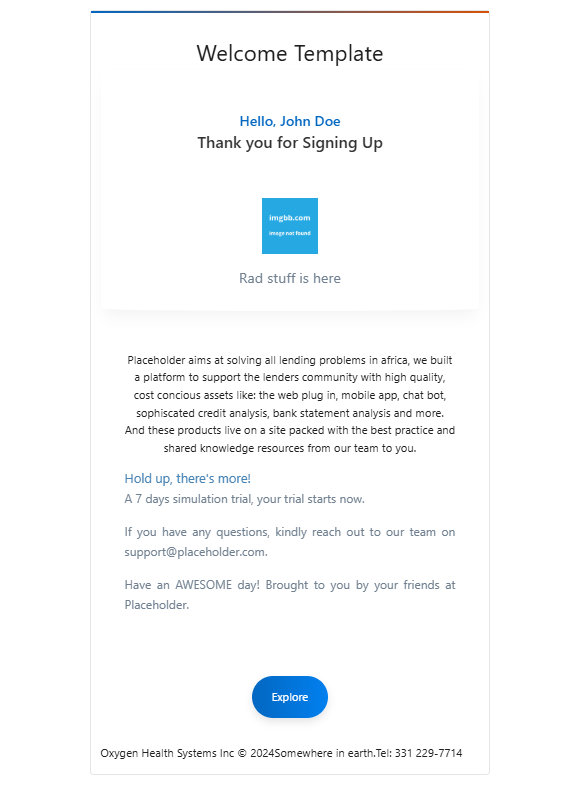 Welcome Template
Hello, John Doe
Thank you for Signing Up
imgbb.com
image not found
Rad stuff is here
Placeholder aims at solving all lending problems in africa, we built
a platform to support the lenders community with high quality,
cost concious assets like: the web plug in, mobile app, chat bot,
sophiscated credit analysis, bank statement analysis and more.
And these products live on a site packed with the best practice and
shared knowledge resources from our team to you.
Hold up, there's more!
A 7 days simulation trial, your trial starts now.
If you have any questions, kindly reach out to our team on
support@placeholder.com.
Have an AWESOME day! Brought to you by your friends at
Placeholder.
Explore
Oxygen Health Systems Inc © 2024Somewhere in earth.Tel: 331 229-7714